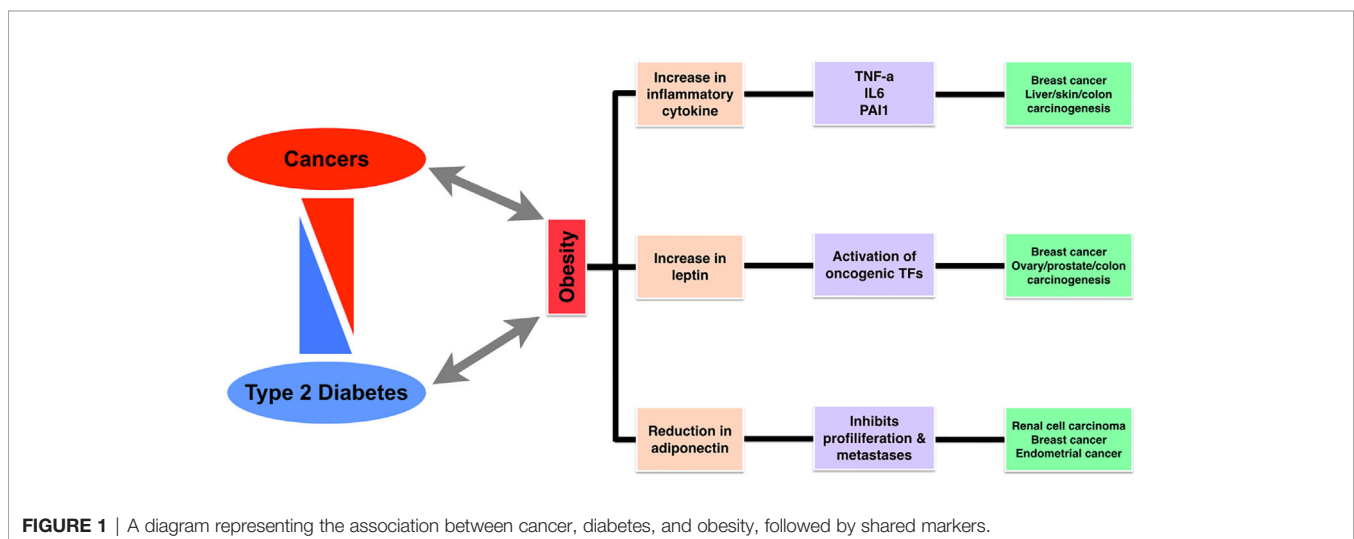 Cancers
Type 2 Diabetes
Obesity
Increase in
inflammatory
cytokine
TNF-a
IL6
PAI1
Breast cancer
Liver/skin/colon
carcinogenesis
Increase in
leptin
Activation of
oncogenic TFs
Breast cancer
Ovary/prostate/colon
carcinogenesis
Reduction in
adiponectin
Inhibits
profiliferation &
metastases
Renal cell carcinoma
Breast cancer
Endometrial cancer
FIGURE 1 | A diagram representing the association between cancer, diabetes, and obesity, followed by shared markers.